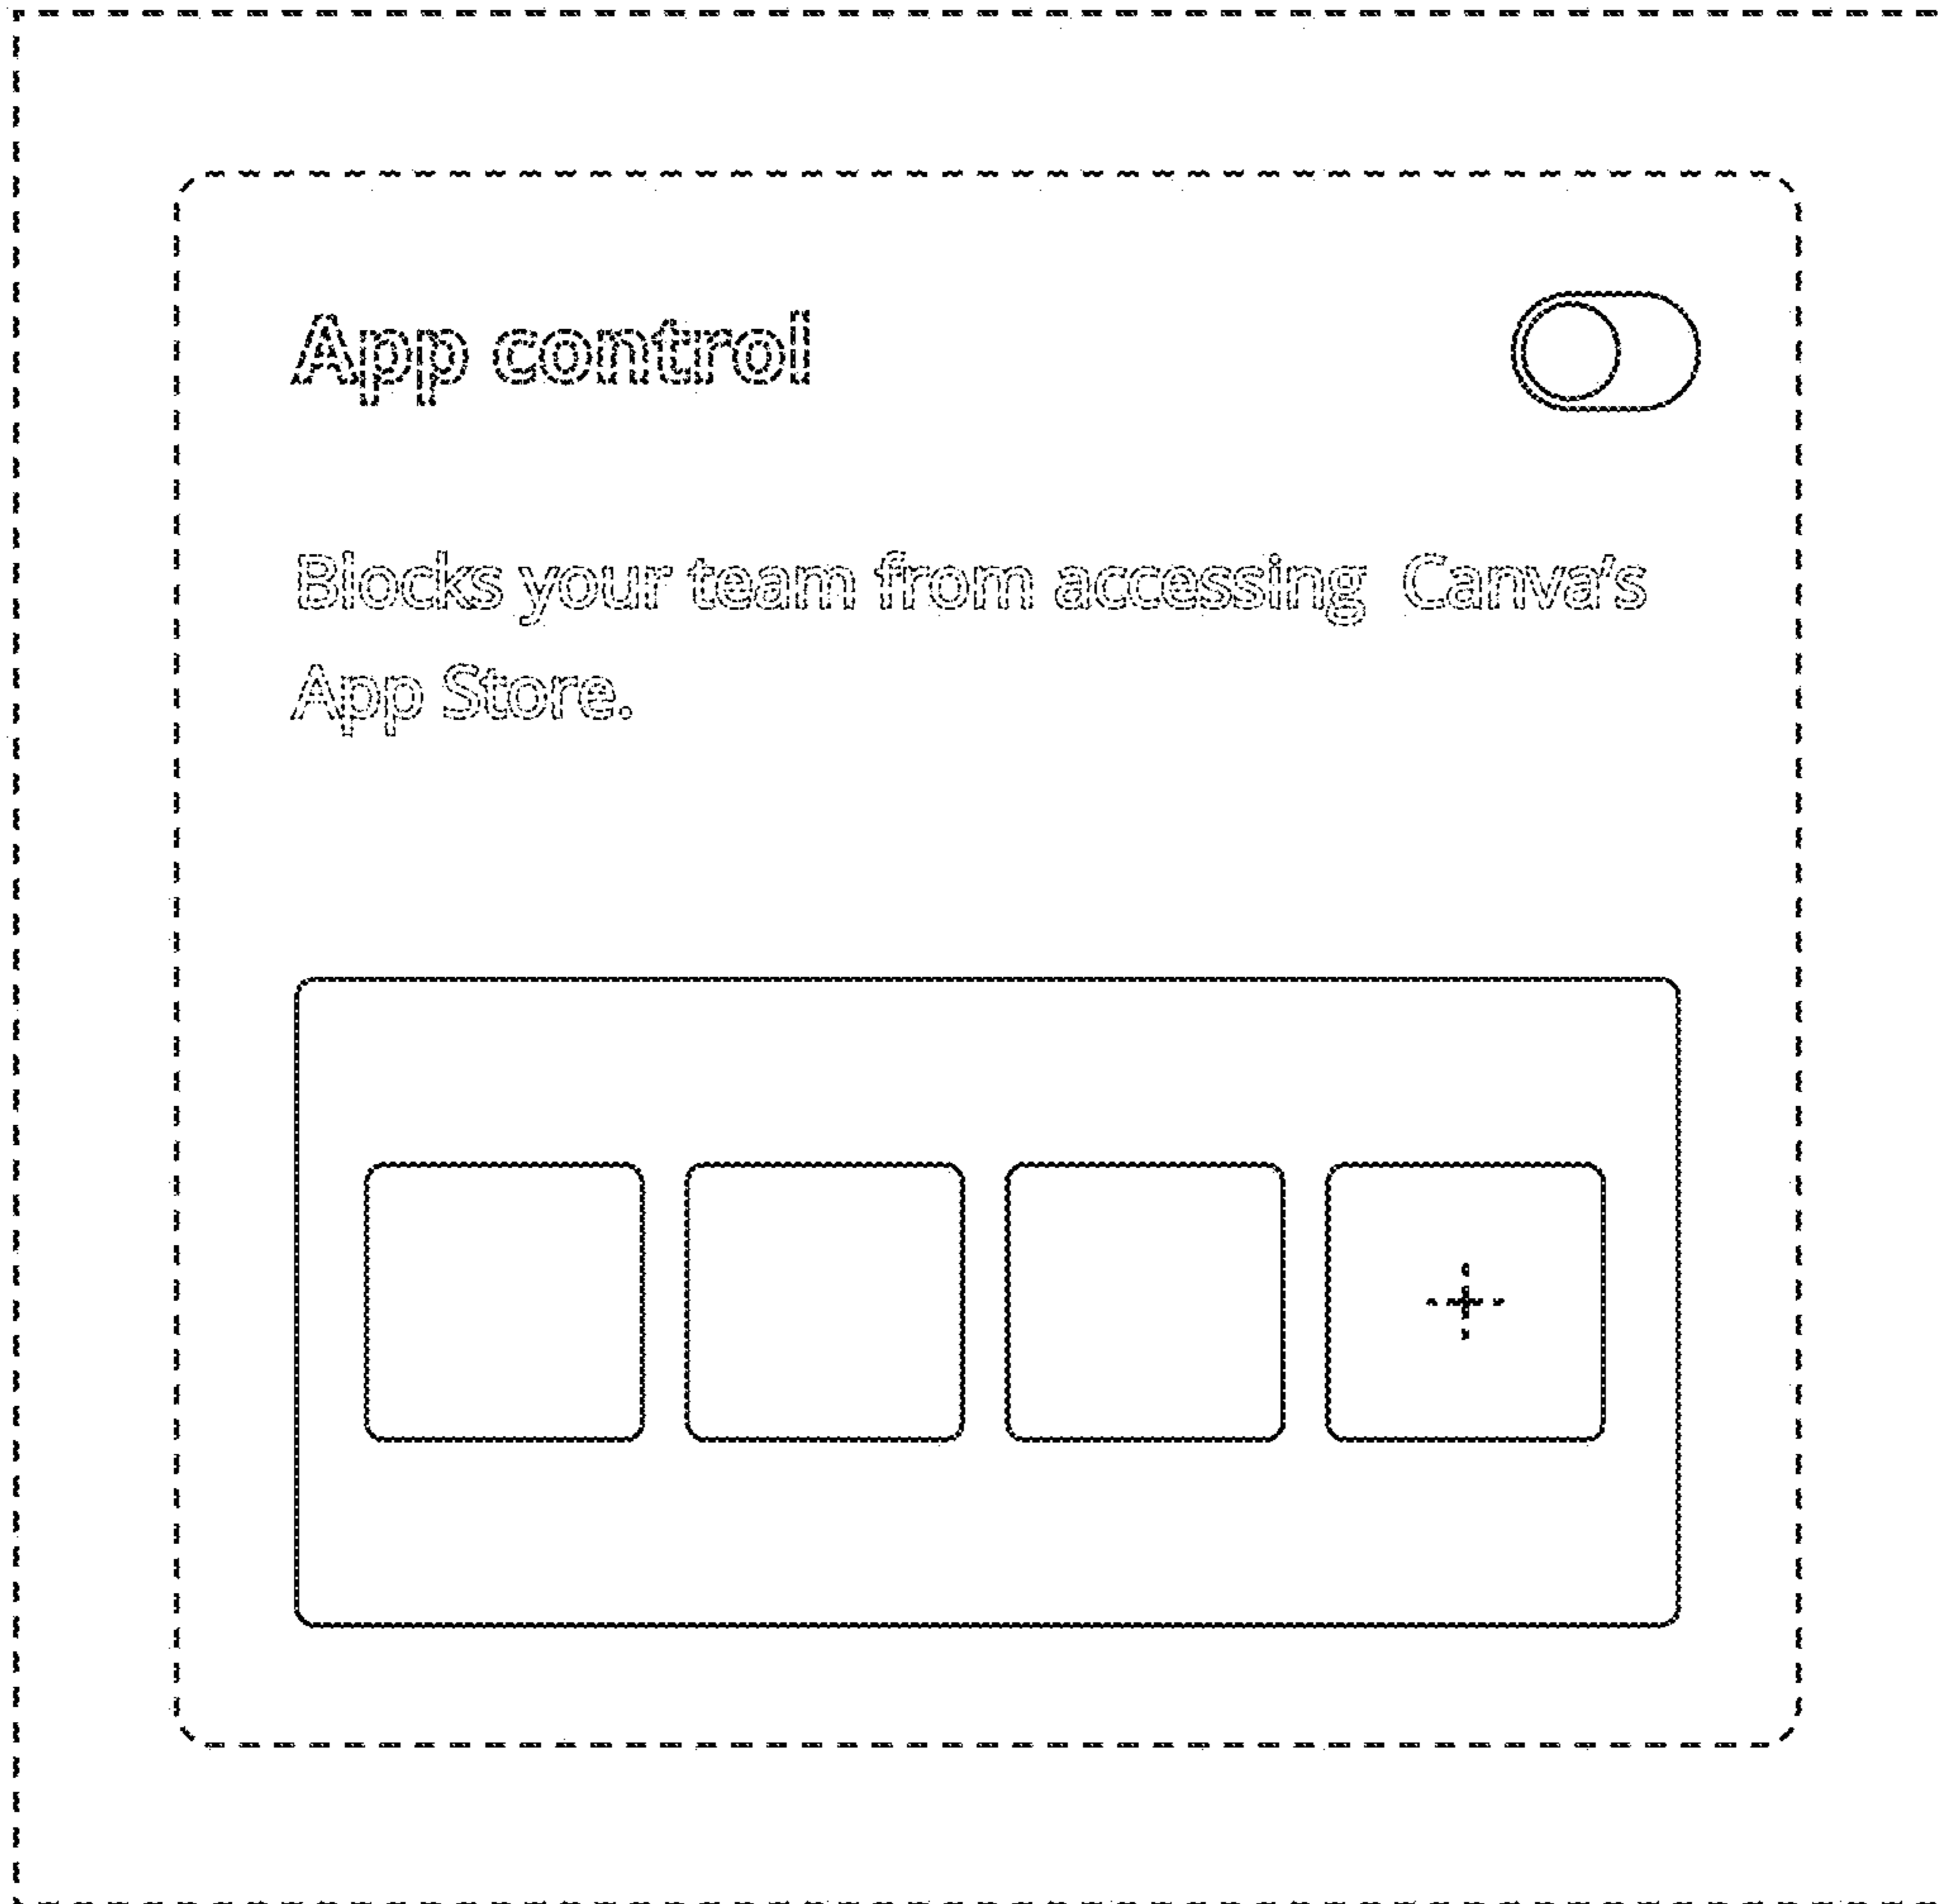 App control
Blocks your team from accessing  Canva's
App Store.